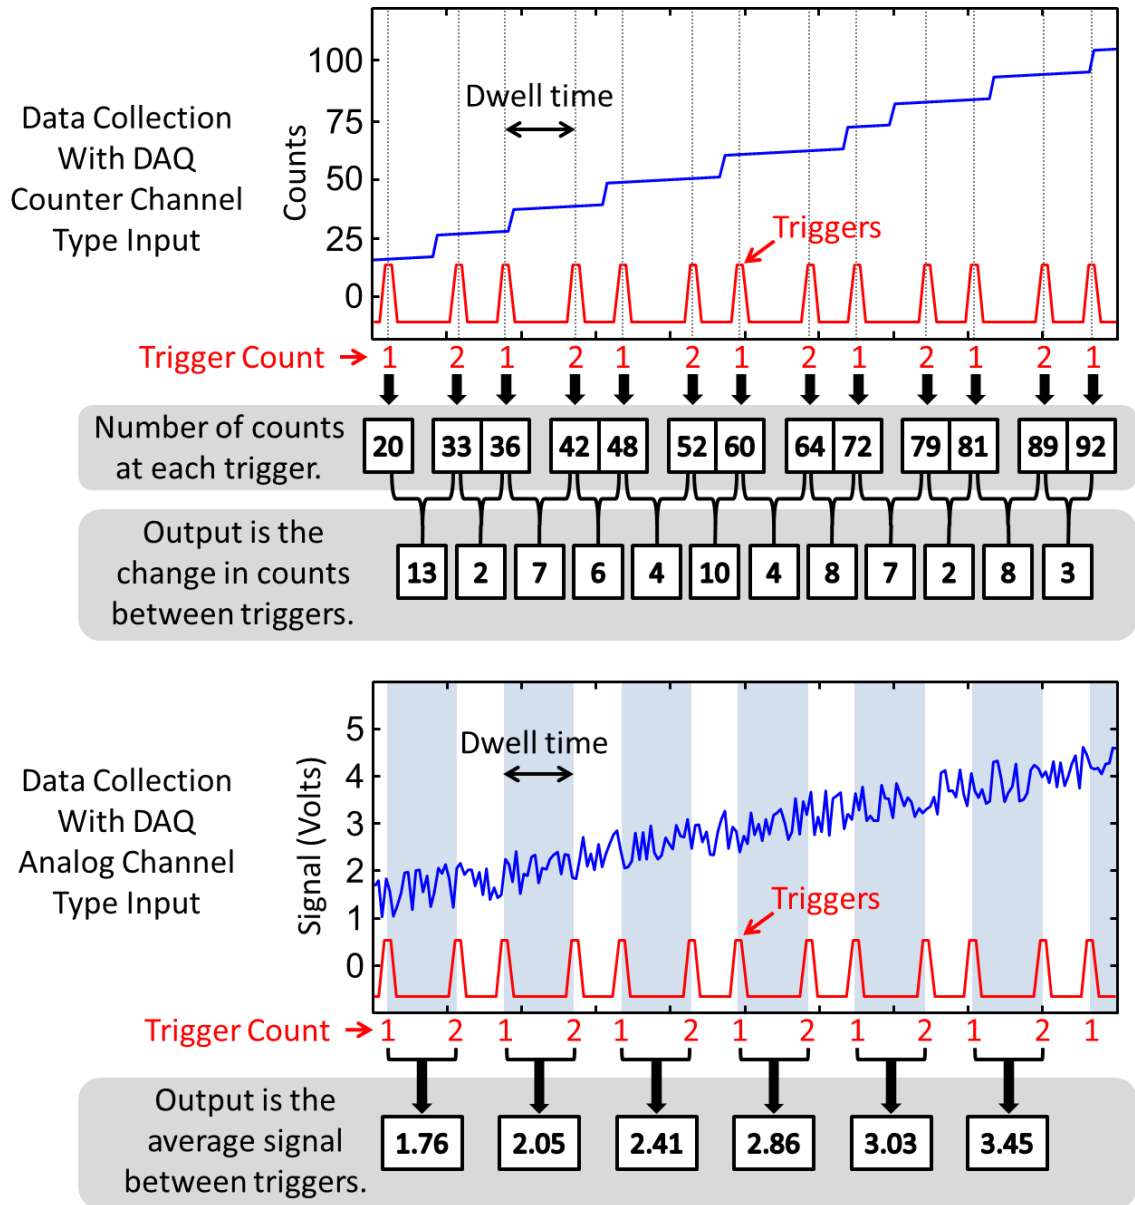 Data Collection
With DAQ
Counter Channel
Type Input
Counts
100
75
50
25
0
Dwell time
Triggers
Trigger Count
1 2 1 2 1 2 1 2 1 2 1 2 1
Number of counts
at each trigger.
20 33 36 42 48 52 60 64 72 79 81 89 92
Output is the
change in counts
between triggers.
13 2 7 6 4 10 4 8 7 2 8 3
Data Collection
With DAQ
Analog Channel
Type Input
Signal (Volts)
5
4
3
2
1
0
Dwell time
Triggers
Trigger Count
1 2 1 2 1 2 1 2 1 2 1 2 1
Output is the
average signal
between triggers.
1.76 2.05 2.41 2.86 3.03 3.45